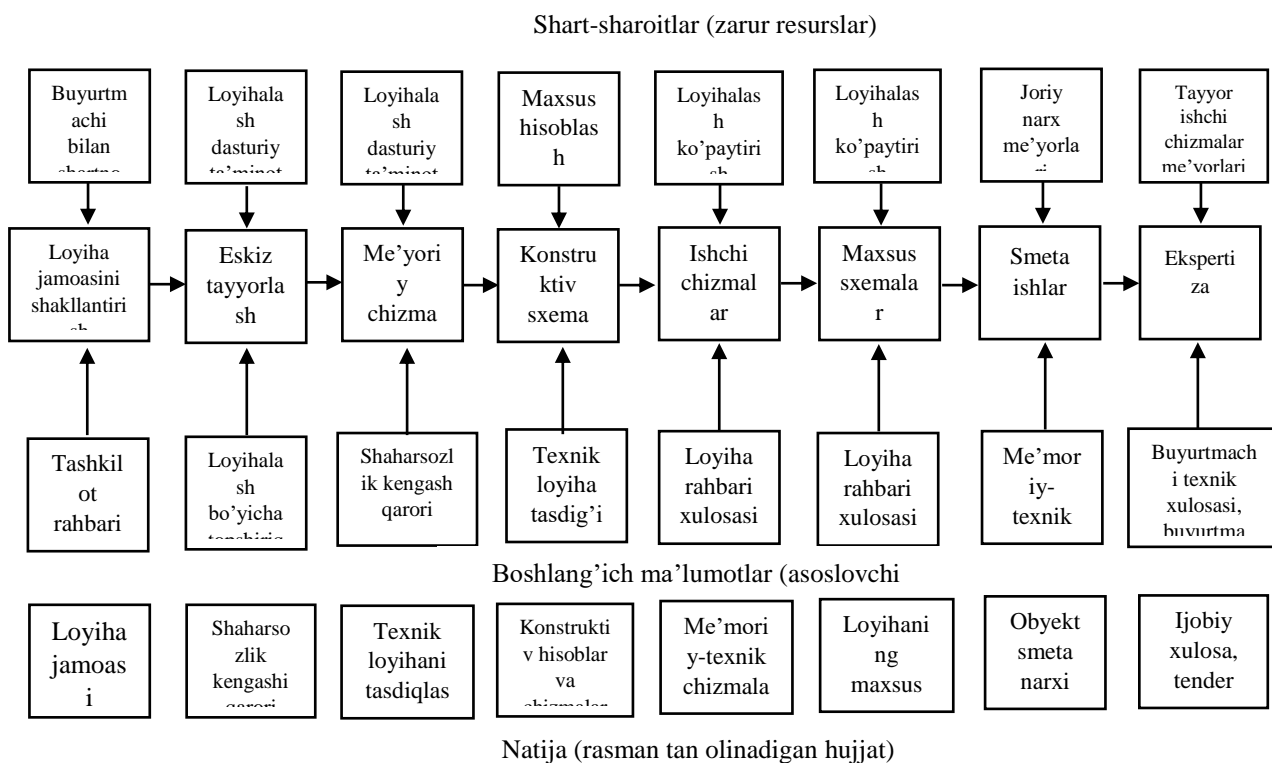 Shart-sharoitlar (zarur resurslar)
Buyurtm
achi
bilan
Loyihala
sh
dasturiy
Loyihala
sh
dasturiy
Maxsus
hisoblas
h
Loyihalas
h
ko’paytiri
Loyihalas
h
ko’paytiri
Joriy
narx
me’yorla
Tayyor
ishchi
chizmalar
me’yorlari
Loyiha
jamoasini
shakllantiri
Eskiz
tayyorla
sh
Me’yori
y
chizma
Konstru
ktiv
sxema
Ishchi
chizmal
ar
Maxsus
sxemala
r
Smeta
ishlar
Eksperti
za
Tashkil
ot
rahbari
Loyihala
sh
bo’yicha
Shaharsozl
ik kengash
qarori
Texnik
loyiha
tasdig’i
Loyiha
rahbari
xulosasi
Loyiha
rahbari
xulosasi
Me’mor
iy-
texnik
Buyurtmach
i texnik
xulosasi,
buyurtma
Boshlang’ich ma’lumotlar (asoslovchi
Loyiha
jamoas
i
Shaharso
zlik
kengashi
qarori
Texnik
loyihani
tasdiqlas
Konstrukti
v hisoblar
va
chizmalar
Me’mori
y-texnik
chizmala
Loyihani
ng
maxsus
Obyekt
smeta
narxi
Ijobiy
xulosa,
tender
Natija (rasman tan olinadigan hujjat)